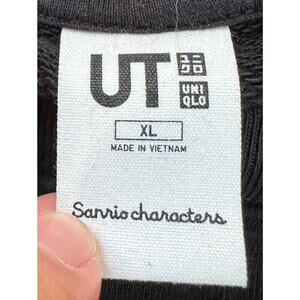 UT ユニ
クロ
UNI
QLO
XL
MADE IN VIETNAM
Sanrio characters